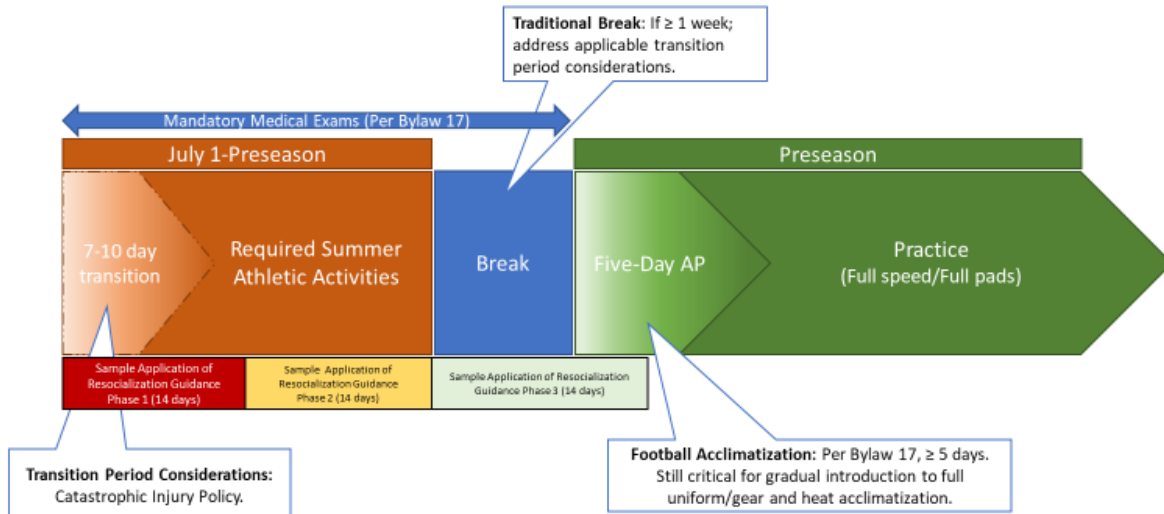 Traditional Break: If ≥ 1 week;
address applicable transition
period considerations.
Mandatory Medical Exams (Per Bylaw 17)
July 1-Preseason
Preseason
7-10 day
transition
Required Summer
Athletic Activities
Break
Five-Day AP
Practice
(Full speed/Full pads)
Sample Application of
Resocialization Guidance
Phase 1 (14 days)
Sample Application of
Resocialization Guidance
Phase 2 (14 days)
Sample Application of Resocialization
Guidance Phase 3 (14 days)
Transition Period Considerations:
Catastrophic Injury Policy.
Football Acclimatization: Per Bylaw 17, ≥ 5 days.
Still critical for gradual introduction to full
uniform/gear and heat acclimatization.